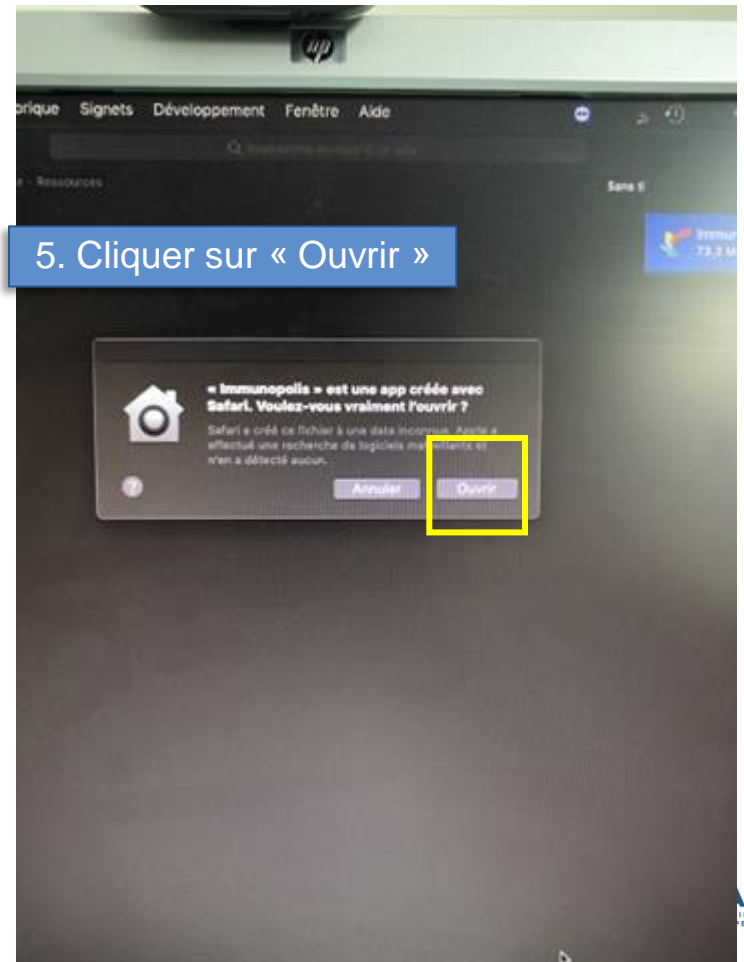 hp
orique Signets Développement Fenêtre Aide
Ressources
Sans ti
5. Cliquer sur « Ouvrir »
Immun
73,3 M
« Immunopolis » est une app créée avec
Safari. Voulez-vous vraiment l'ouvrir ?
Safari a créé ce fichier à une date inconnue. Apple a
effectué une recherche de logiciels malveillants et
n'en a détecté aucun.
?
Annuler
Ouvrir